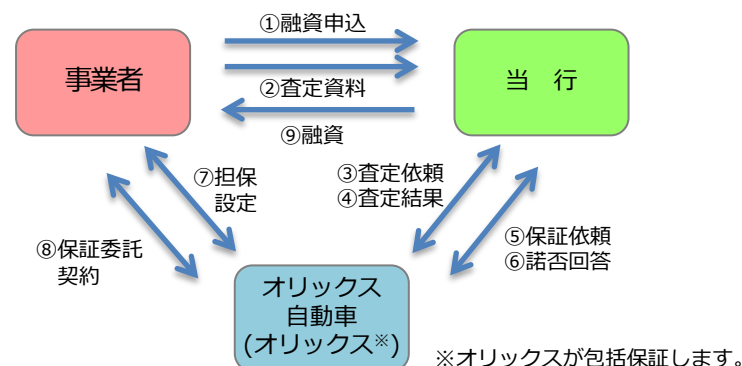 ①融資申込
事業者
当　行
②査定資料
⑨融資
⑦担保
設定
③査定依頼
④査定結果
⑧保証委託
契約
⑤保証依頼
⑥諾否回答
オリックス
自動車
(オリックス※)
※オリックスが包括保証します。